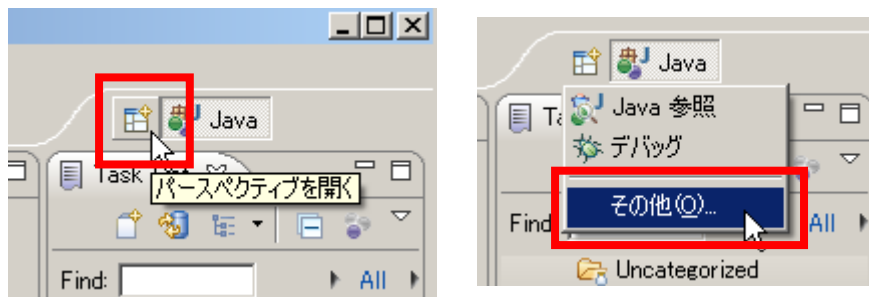 Java
Task
パースペクティブを開く
Find:
All
Java
Java 参照
デバッグ
その他(O)...
Find
All
Uncategorized